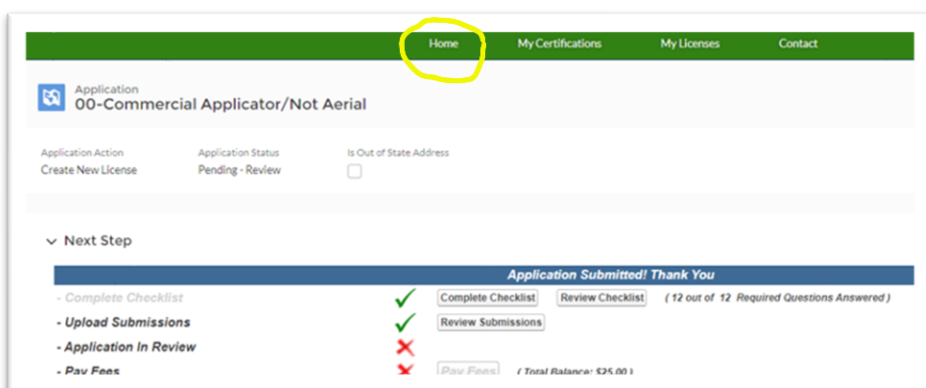 Home My Certifications My Licenses Contact
Application
00-Commercial Applicator/Not Aerial
Application Action Application Status Is Out of State Address
Create New License Pending - Review
Next Step
Application Submitted! Thank You
- Complete Checklist Complete Checklist Review Checklist ( 12 out of 12 Required Questions Answered )
- Upload Submissions Review Submissions
- Application In Review
- Pay Fees Pay Fees ( Total Balance: $25.00 )